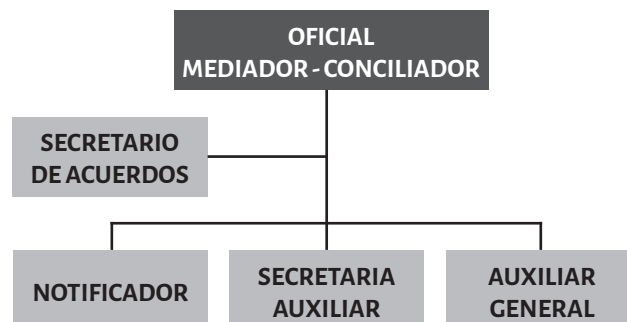 OFICIAL
MEDIADOR - CONCILIADOR
SECRETARIO
DE ACUERDOS
NOTIFICADOR
SECRETARIA
AUXILIAR
AUXILIAR
GENERAL